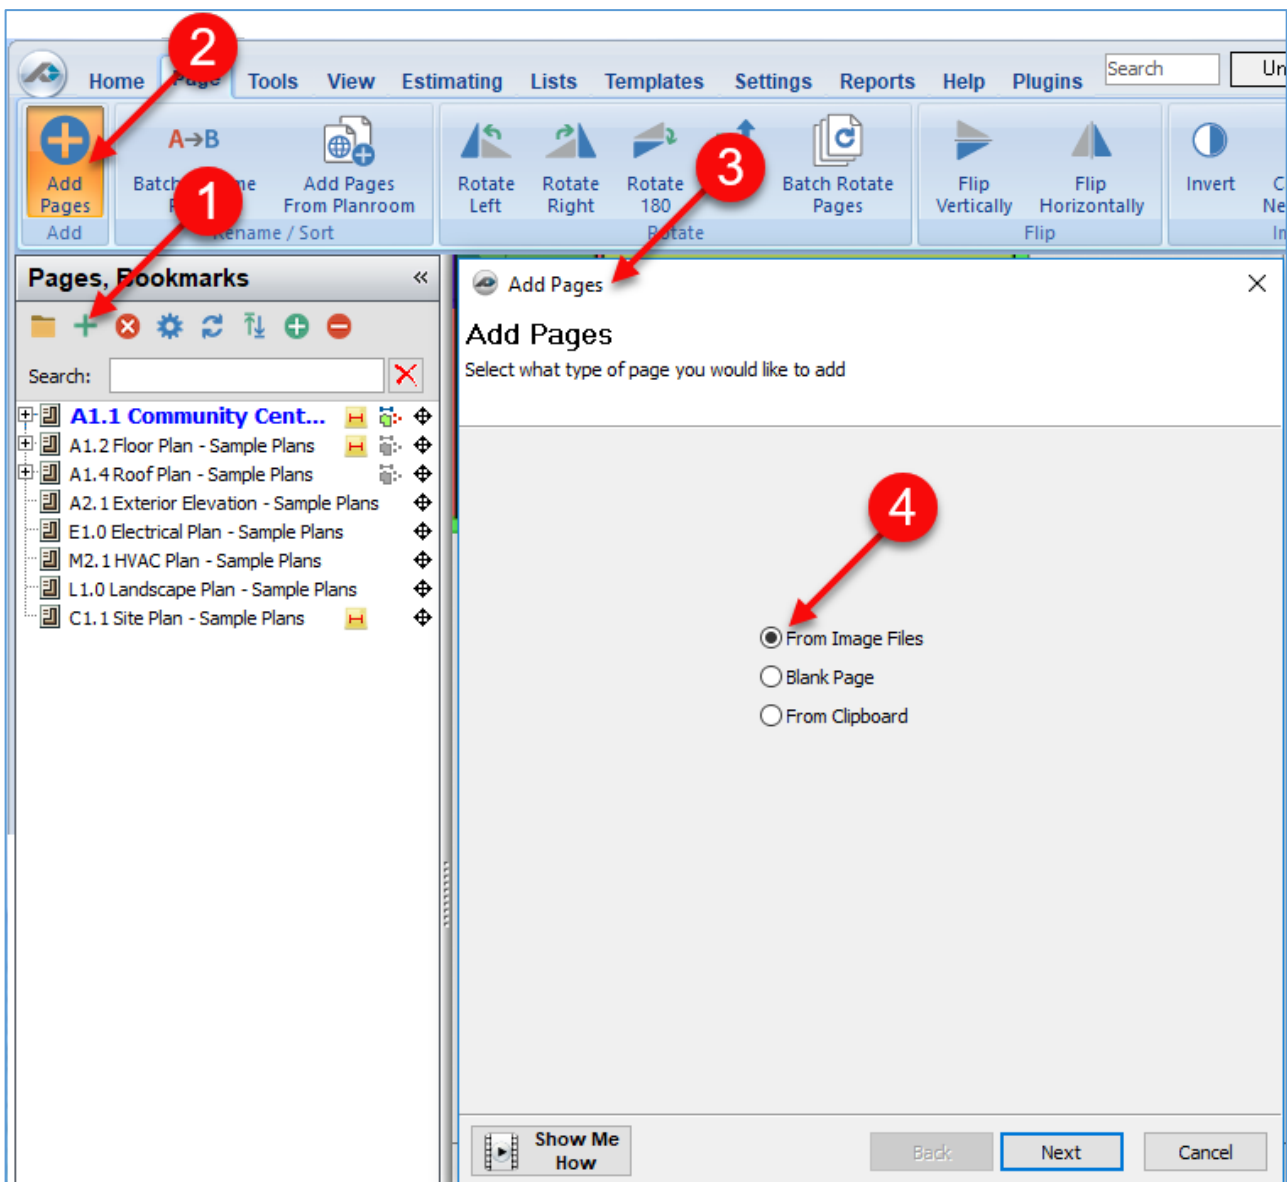 2
Home Page Tools View Estimating Lists Templates Settings Reports Help Plugins Search Un
3
A→B
1
Add Pages
Batch
Add Pages From Planroom
Rotate Left
Rotate Right
Rotate 180
Batch Rotate Pages
Flip Vertically
Flip Horizontally
Invert
C
Ne
Add
Rename / Sort
Rotate
Flip
In
Pages, Bookmarks «
Search:
A1.1 Community Cent...
A1.2 Floor Plan - Sample Plans
A1.4 Roof Plan - Sample Plans
A2.1 Exterior Elevation - Sample Plans
E1.0 Electrical Plan - Sample Plans
M2.1 HVAC Plan - Sample Plans
L1.0 Landscape Plan - Sample Plans
C1.1 Site Plan - Sample Plans
Add Pages
Add Pages
Select what type of page you would like to add
4
From Image Files
Blank Page
From Clipboard
Show Me
How
Back Next Cancel